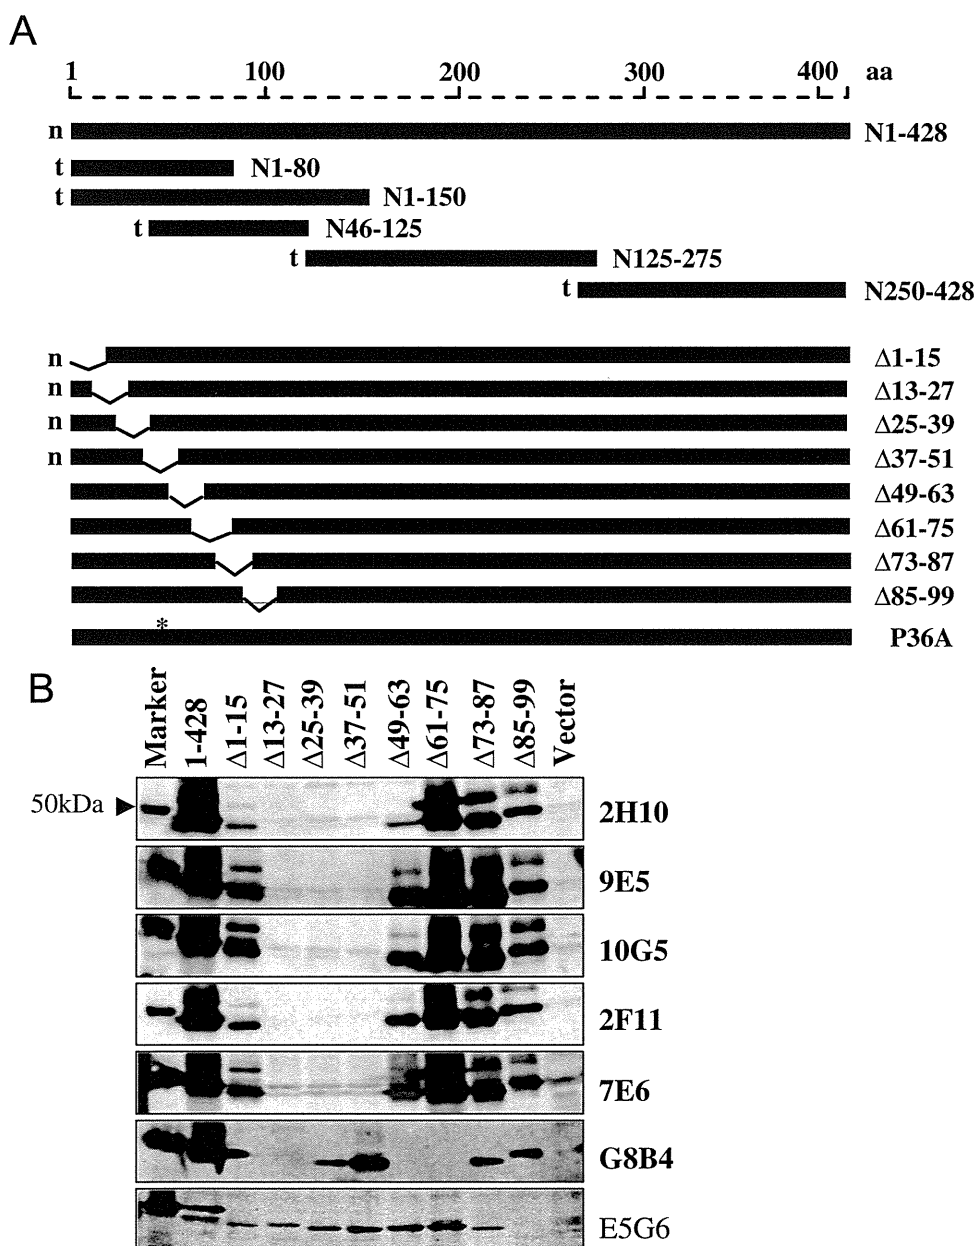 A
1 100 200 300 400 aa
n N1-428
t N1-80
t N1-150
t N46-125
t N125-275
t N250-428
n Δ1-15
n Δ13-27
n Δ25-39
n Δ37-51
Δ49-63
Δ61-75
Δ73-87
Δ85-99
* P36A
B
Marker
1-428
Δ1-15
Δ13-27
Δ25-39
Δ37-51
Δ49-63
Δ61-75
Δ73-87
Δ85-99
Vector
50kDa
2H10
9E5
10G5
2F11
7E6
G8B4
E5G6